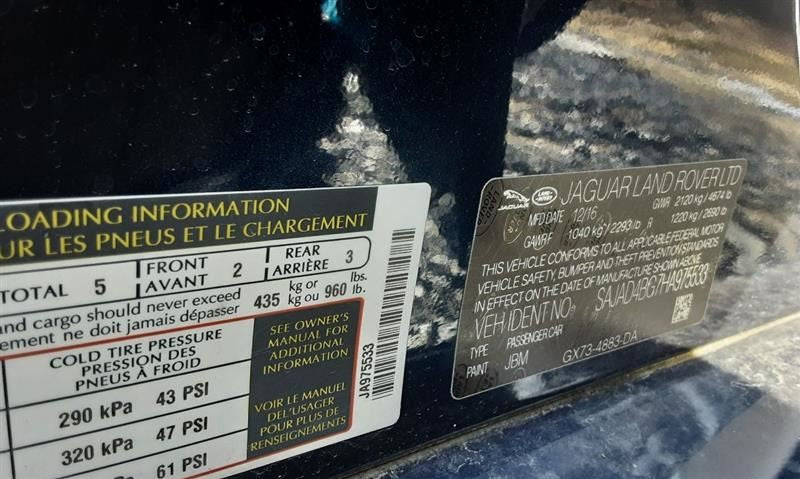 LOADING INFORMATION
UR LES PNEUS ET LE CHARGEMENT
TOTAL 5
FRONT
AVANT 2
REAR
ARRIÈRE 3
and cargo should never exceed
ement ne doit jamais dépasser
435 kg or
kg ou 960 lbs.
lb.
COLD TIRE PRESSURE
PRESSION DES
PNEUS À FROID
290 kPa 43 PSI
320 kPa 47 PSI
61 PSI
SEE OWNER'S
MANUAL FOR
ADDITIONAL
INFORMATION
VOIR LE MANUEL
DEL'USAGER
POUR PLUS DE
RENSEIGNEMENTS
JA975533
JAGUAR
LAND ROVER
JAGUAR LAND ROVER LTD
MFD DATE 12/16 GWR 2120 kg / 4674 lb
GAWR F 1040 kg / 2293 lb R 1220 kg / 2690 lb
THIS VEHICLE CONFORMS TO ALL APPLICABLE FEDERAL MOTOR
VEHICLE SAFETY, BUMPER AND THEFT PREVENTION STANDARDS
IN EFFECT ON THE DATE OF MANUFACTURE SHOWN ABOVE
VEH IDENT NO: SAJAD4BG7HA975533
TYPE PASSENGER CAR
PAINT JBM GX73-4883-DA